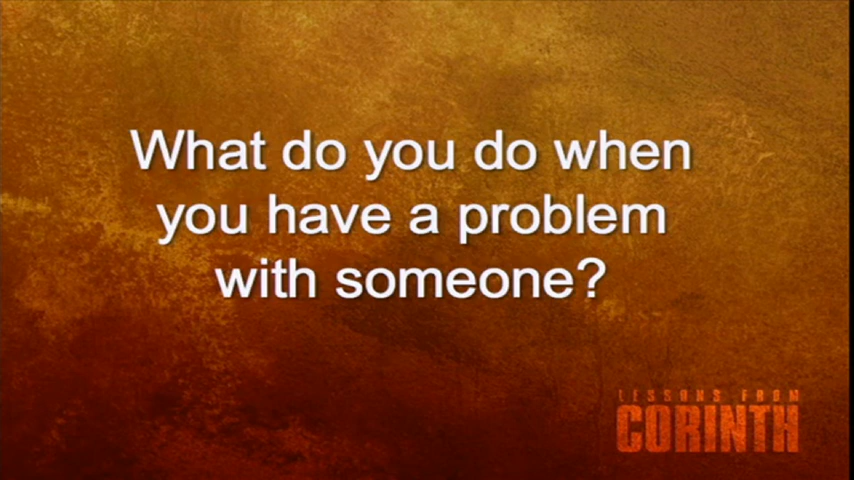 What do you do when
you have a problem
with someone?
LESSONS FROM
CORINTH